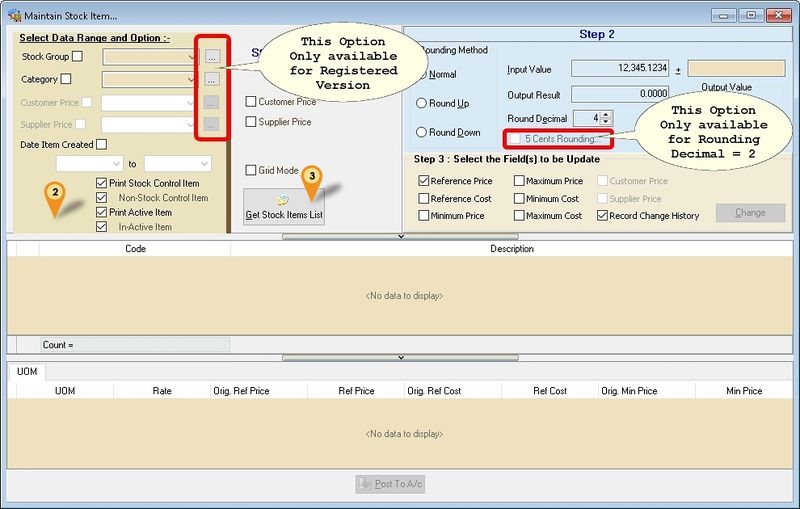 Maintain Stock Item...
Select Data Range and Option :-
Stock Group
...
Category
...
Customer Price
...
Supplier Price
...
Date Item Created
to
Print Stock Control Item
Non-Stock Control Item
Print Active Item
In-Active Item
2
This Option
Only available
for Registered
Version
Customer Price
Supplier Price
Grid Mode
3
Get Stock Items List
Step 2
Rounding Method
Normal
Round Up
Round Down
Input Value
12,345.1234
+
Output Result
0.0000
Output Value
Round Decimal
4
5 Cents Rounding...
This Option
Only available
for Rounding
Decimal = 2
Step 3 : Select the Field(s) to be Update
Reference Price
Maximum Price
Customer Price
Reference Cost
Minimum Cost
Supplier Price
Minimum Price
Maximum Cost
Record Change History
Change
Code
Description
<No data to display>
Count =
UOM
UOM
Rate
Orig. Ref Price
Ref Price
Orig. Ref Cost
Ref Cost
Orig. Min Price
Min Price
<No data to display>
Post To A/c